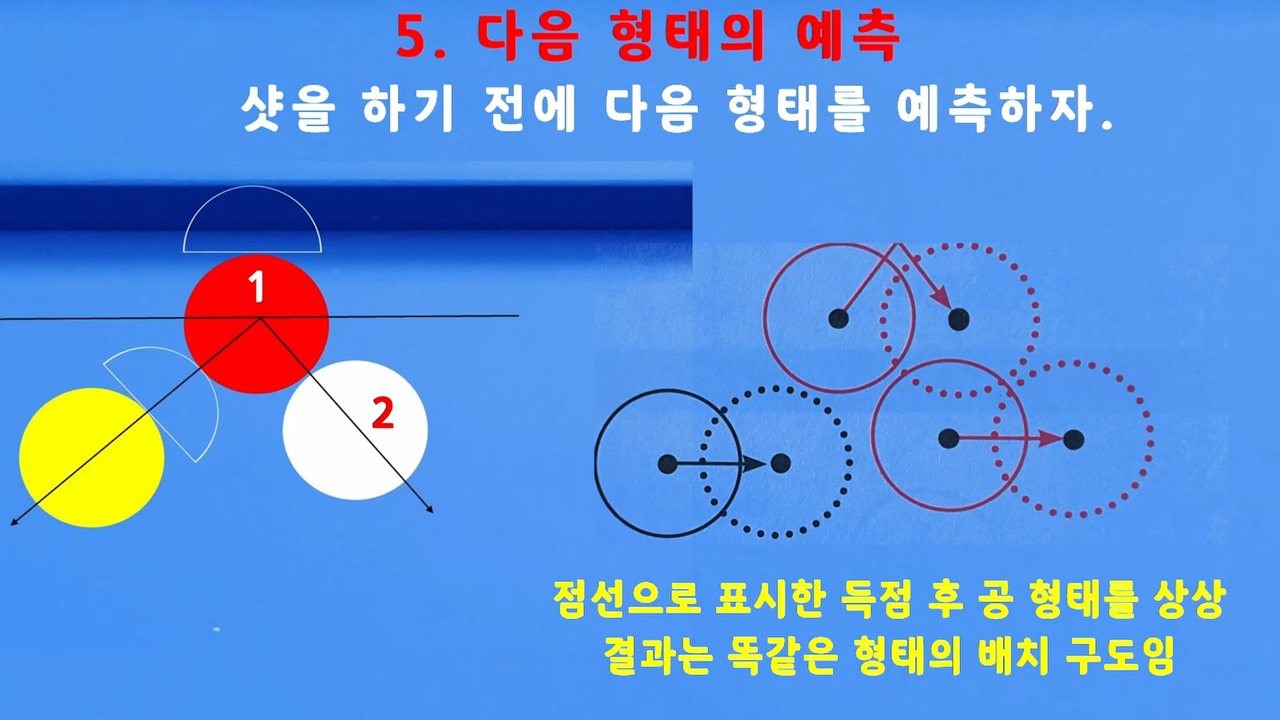 5. 다음 형태의 예측
샷을 하기 전에 다음 형태를 예측하자.
1
2
점선으로 표시한 득점 후 공 형태를 상상
결과는 똑같은 형태의 배치 구도임